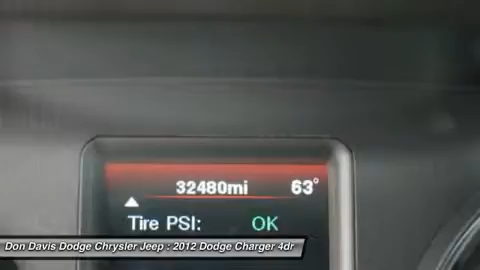 32480mi 63°
Tire PSI: OK
Don Davis Dodge Chrysler Jeep : 2012 Dodge Charger 4dr